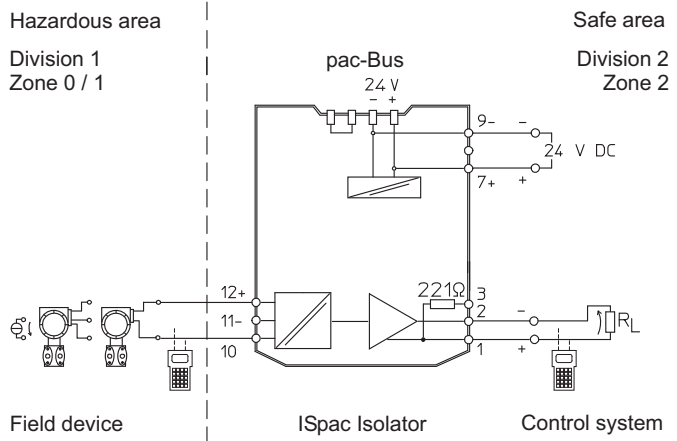 Hazardous area
Safe area
Division 1
Zone 0 / 1
pac-Bus
Division 2
Zone 2
24 V
- +
9- -
24 V DC
7+ +
12+
11-
10
221Ω
3
2 -
1 +
RL
Field device
ISpac Isolator
Control system